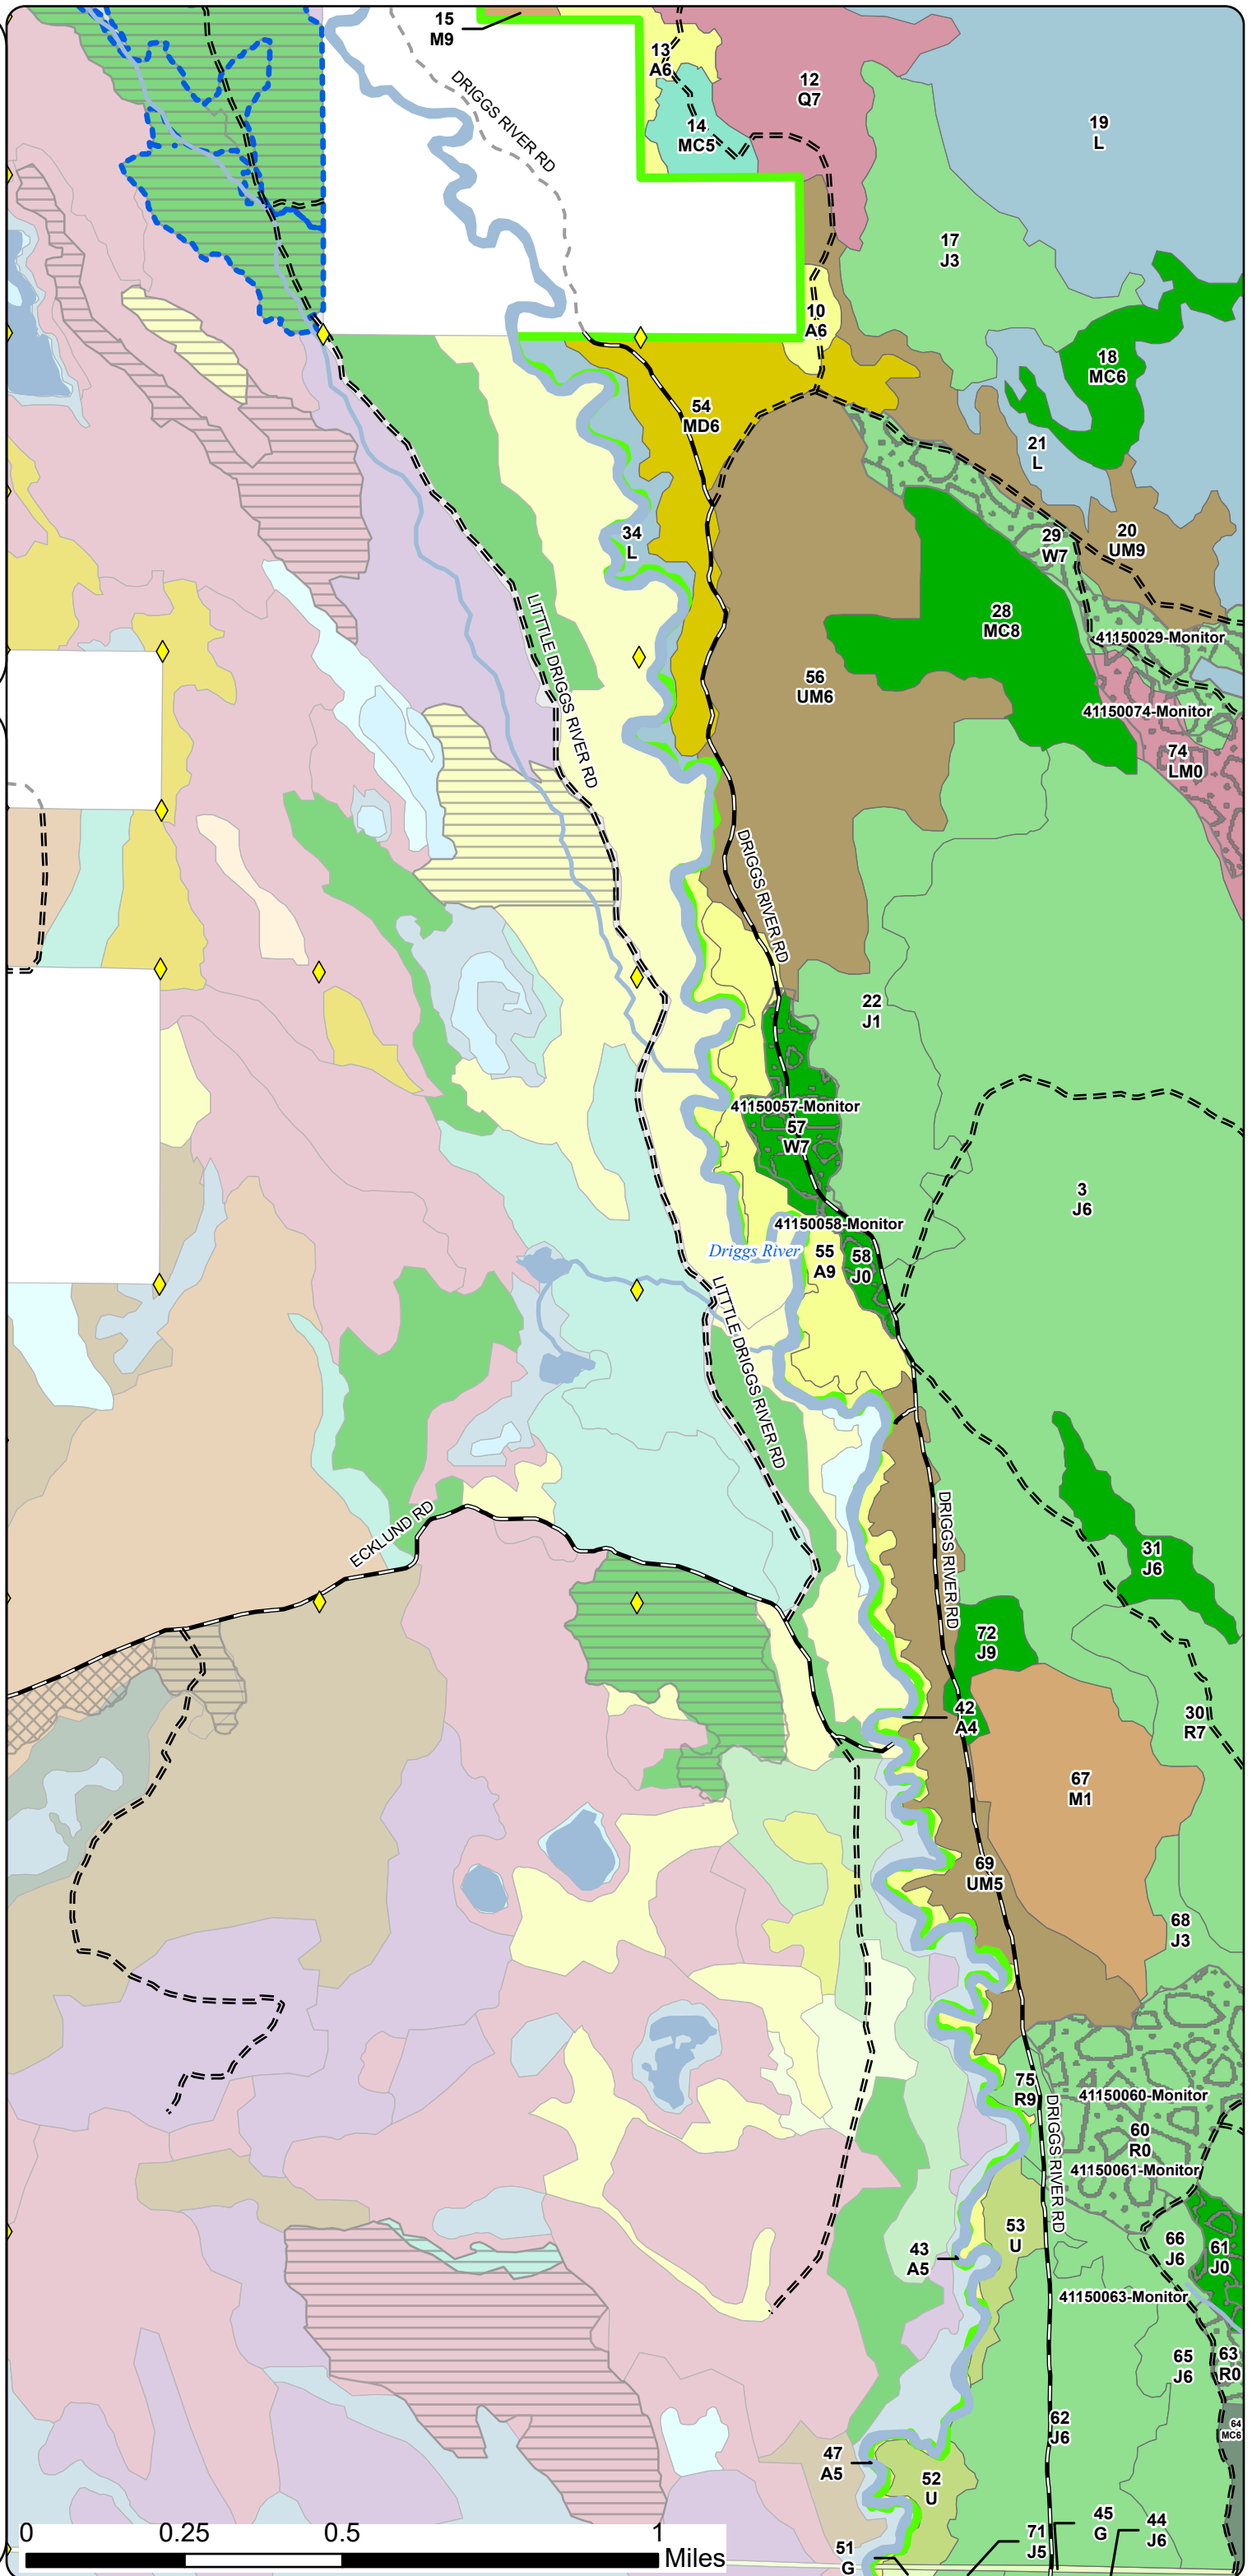 15
M9
13
A6
12
Q7
DRIGGS RIVER RD
14
MC5
19
L
17
J3
10
A6
18
MC6
54
MD6
21
L
34
L
29
W7
20
UM9
28
MC8
41150029-Monitor
LITTLE DRIGGS RIVER RD
56
UM6
41150074-Monitor
74
LM0
DRIGGS RIVER RD
22
J1
41150057-Monitor
57
W7
3
J6
41150058-Monitor
Driggs River
55
A9
58
J0
LITTLE DRIGGS RIVER RD
ECKLUND RD
DRIGGS RIVER RD
31
J6
72
J9
42
A4
30
R7
67
M1
69
UM5
68
J3
75
R9
41150060-Monitor
DRIGGS RIVER RD
60
R0
41150061-Monitor
53
U
66
J6
61
J0
43
A5
41150063-Monitor
65
J6
63
R0
62
J6
64
MC6
47
A5
52
U
45
G
44
J6
71
J5
51
G
0 0.25 0.5 1
Miles